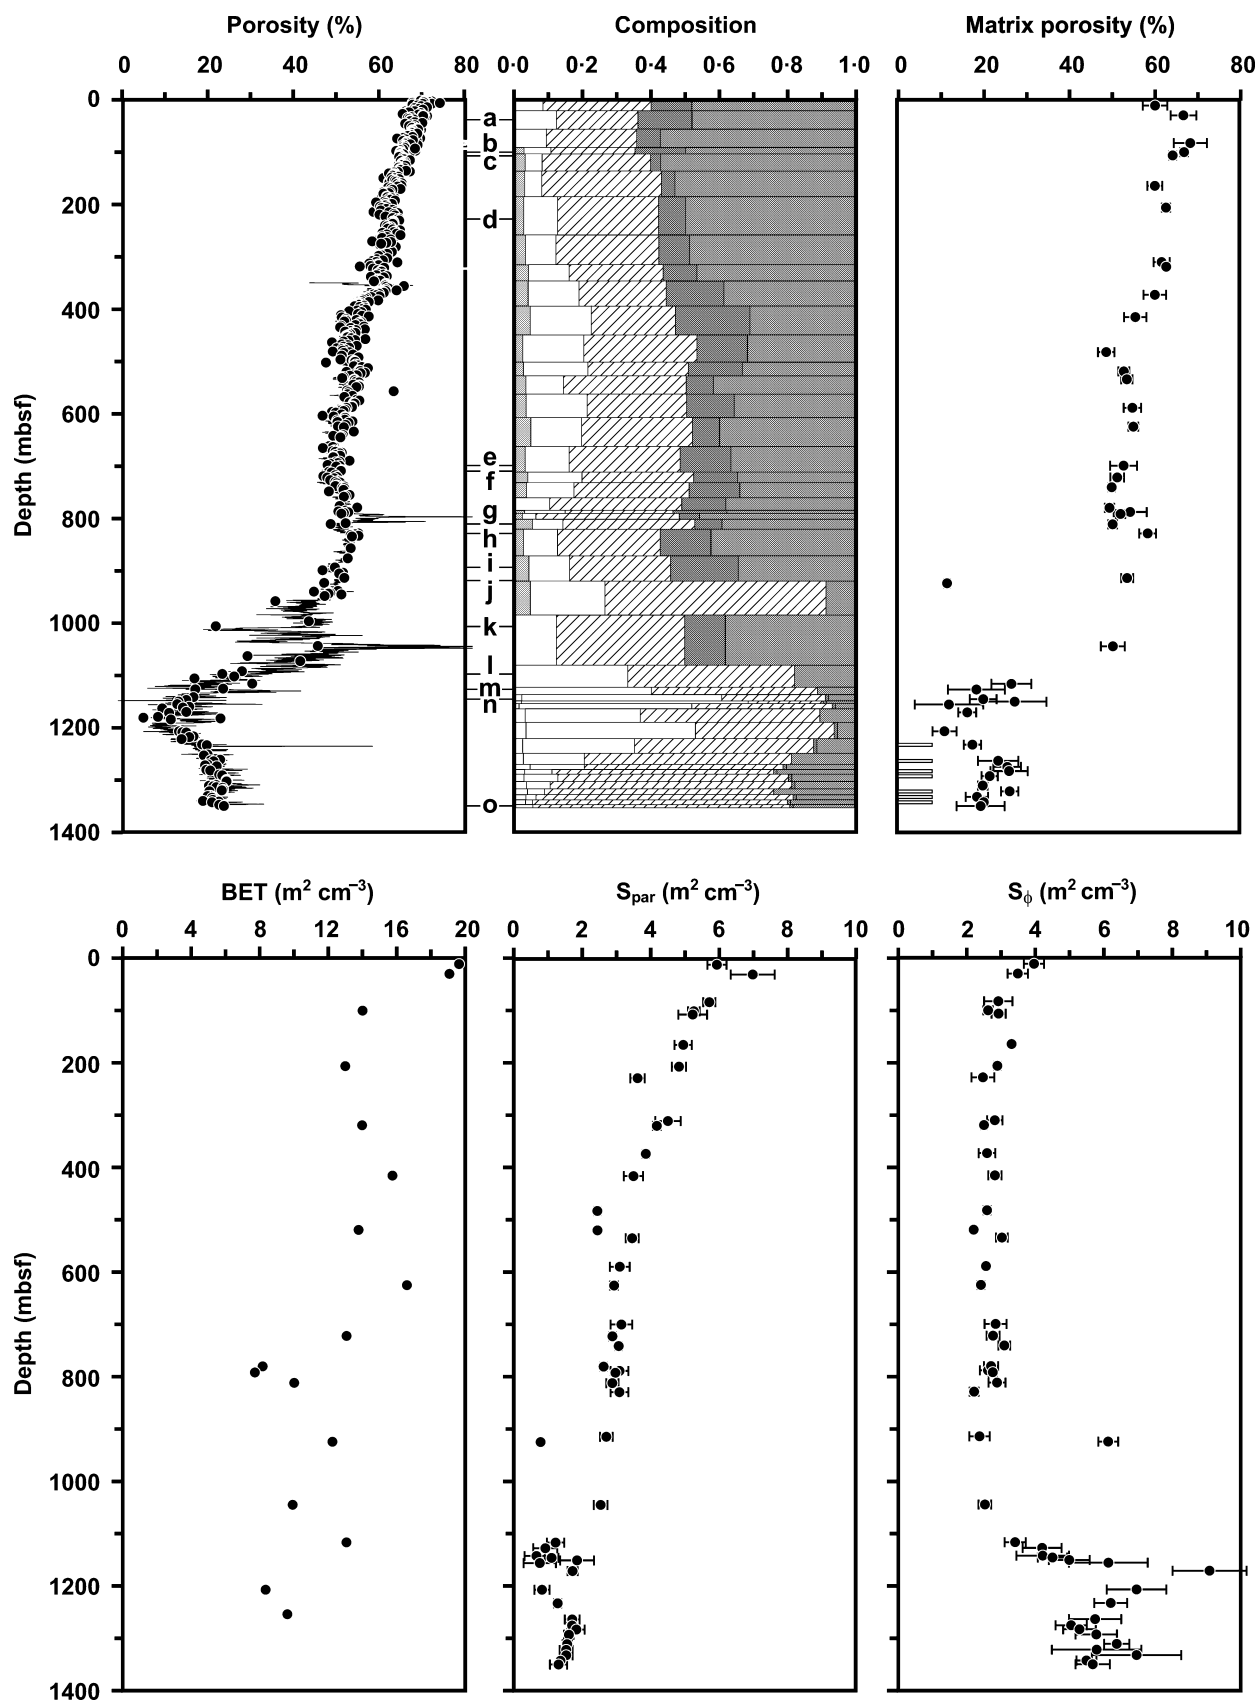 Porosity (%) Composition Matrix porosity (%)
0 20 40 60 80 0·0 0·2 0·4 0·6 0·8 1·0 0 20 40 60 80
0
a
b
c
200
d
400
Depth (mbsf)
600
e
f
g
800
h
i
j
1000
k
l
m
n
1200
o
1400
BET (m² cm⁻³) S_par (m² cm⁻³) S_ϕ (m² cm⁻³)
0 4 8 12 16 20 0 2 4 6 8 10 0 2 4 6 8 10
0
200
400
Depth (mbsf)
600
800
1000
1200
1400